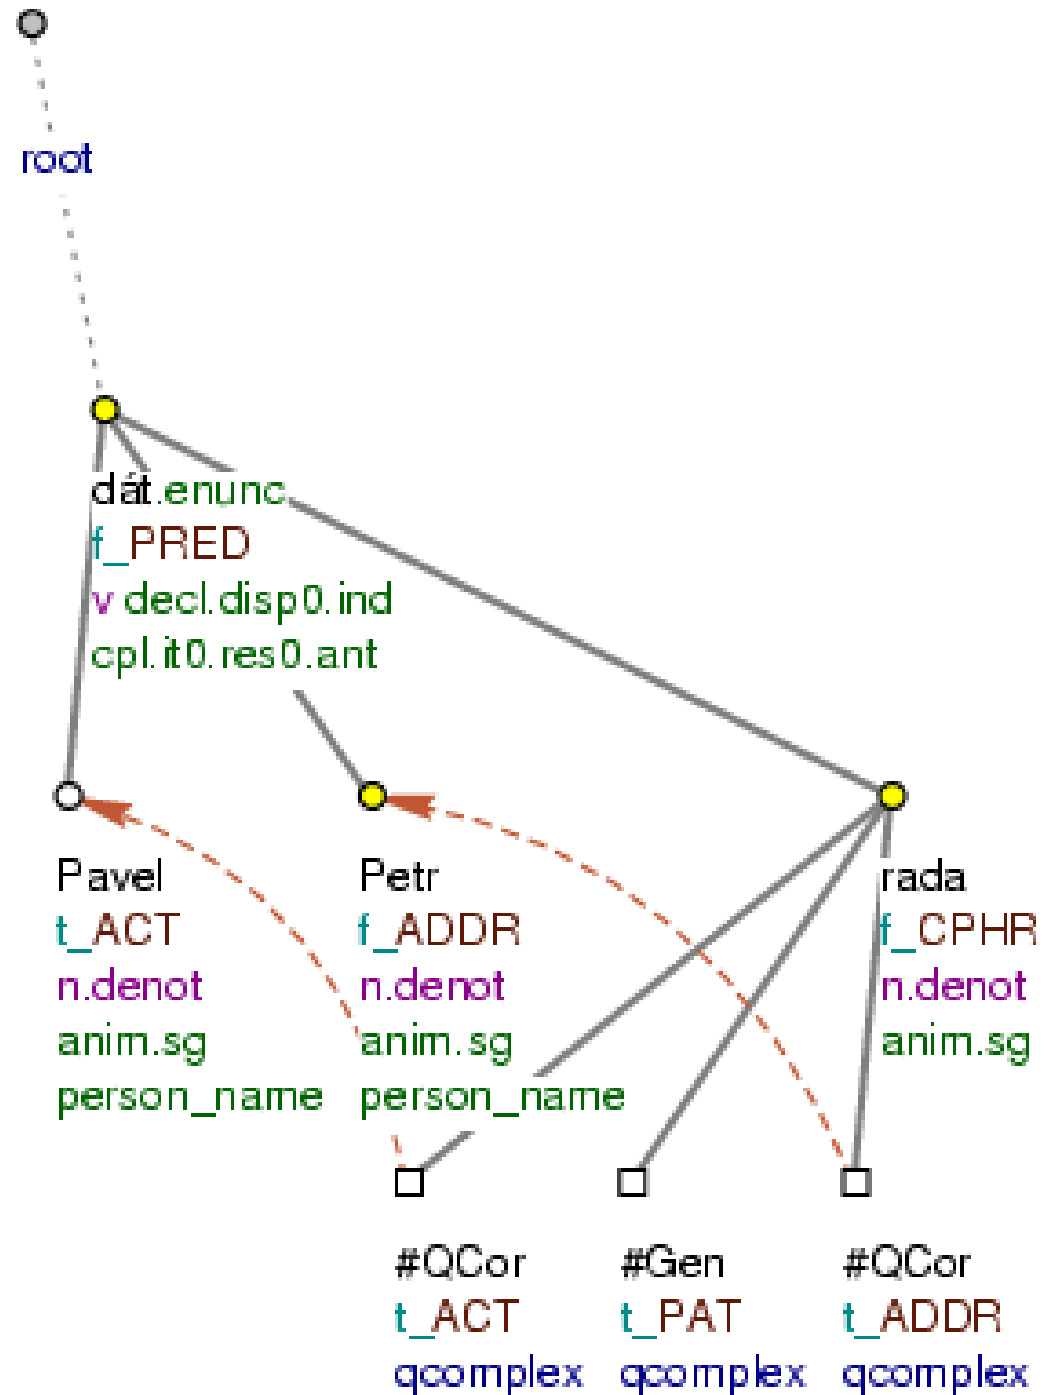 root
dát.enunc
f_PRED
v decl.disp0.ind
cpl.it0.res0.ant
Pavel
t_ACT
n.denot
anim.sg
person_name
Petr
f_ADDR
n.denot
anim.sg
person_name
rada
f_CPHR
n.denot
anim.sg
#QCor
t_ACT
qcomplex
#Gen
t_PAT
qcomplex
#QCor
t_ADDR
qcomplex